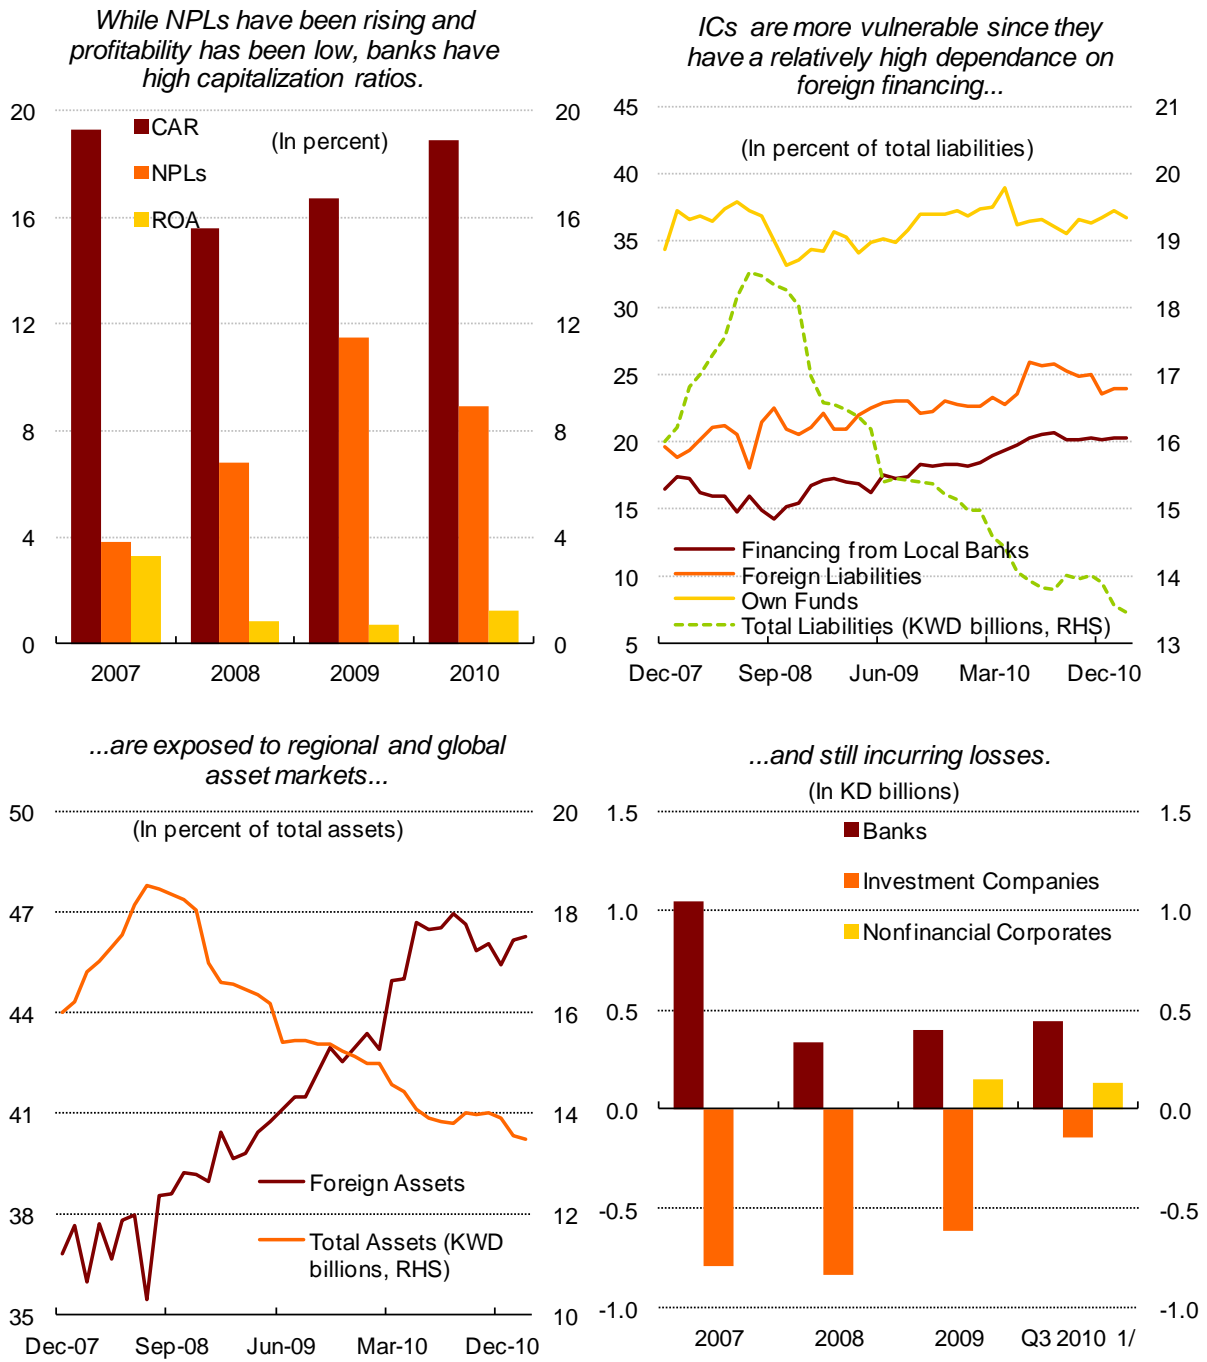 While NPLs have been rising and
profitability has been low, banks have
high capitalization ratios.
20
20
CAR
(In percent)
NPLs
16
ROA
16
12
12
8
8
4
4
0
0
2007
2008
2009
2010
ICs are more vulnerable since they
have a relatively high dependance on
foreign financing...
45
21
(In percent of total liabilities)
40
20
35
19
30
18
25
17
20
16
15
15
Financing from Local Banks
10
Foreign Liabilities
14
Own Funds
Total Liabilities (KWD billions, RHS)
5
13
Dec-07
Sep-08
Jun-09
Mar-10
Dec-10
...are exposed to regional and global
asset markets...
50
20
(In percent of total assets)
47
18
44
16
41
14
Foreign Assets
38
12
Total Assets (KWD
billions, RHS)
35
10
Dec-07
Sep-08
Jun-09
Mar-10
Dec-10
...and still incurring losses.
(In KD billions)
1.5
1.5
Banks
Investment Companies
1.0
1.0
Nonfinancial Corporates
0.5
0.5
0.0
0.0
-0.5
-0.5
-1.0
-1.0
2007
2008
2009
Q3 2010 1/